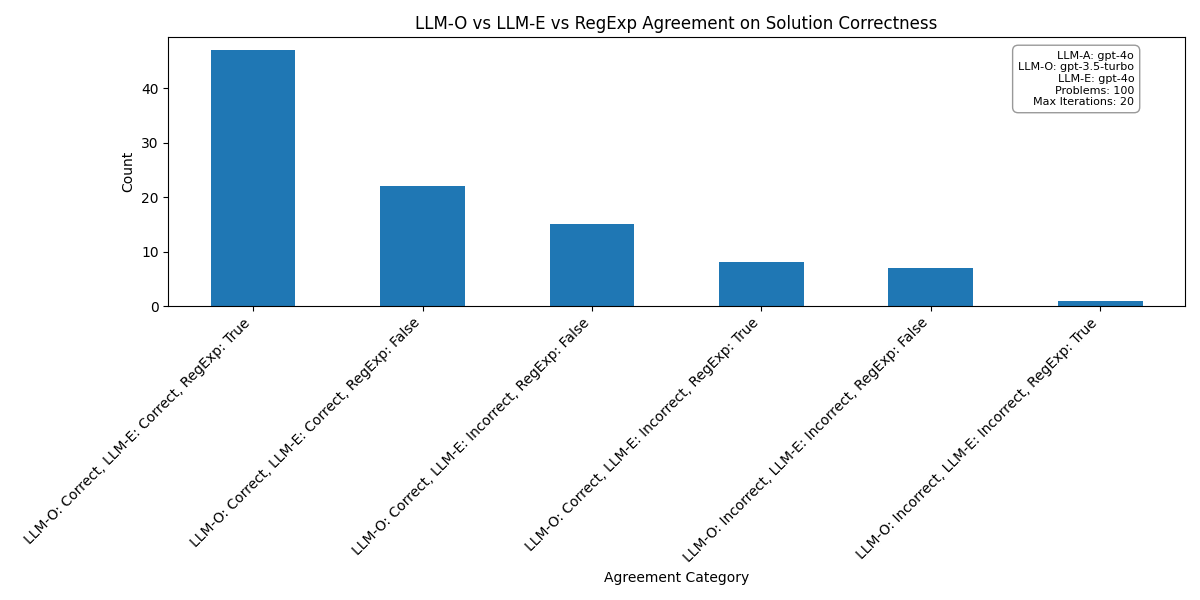 LLM-O vs LLM-E vs RegExp Agreement on Solution Correctness
LLM-A: gpt-4o
LLM-O: gpt-3.5-turbo
LLM-E: gpt-4o
Problems: 100
Max Iterations: 20
Count
40
30
20
10
0
LLM-O: Correct, LLM-E: Correct, RegExp: True
LLM-O: Correct, LLM-E: Correct, RegExp: False
LLM-O: Correct, LLM-E: Incorrect, RegExp: False
LLM-O: Correct, LLM-E: Incorrect, RegExp: True
LLM-O: Incorrect, LLM-E: Incorrect, RegExp: False
LLM-O: Incorrect, LLM-E: Incorrect, RegExp: True
Agreement Category